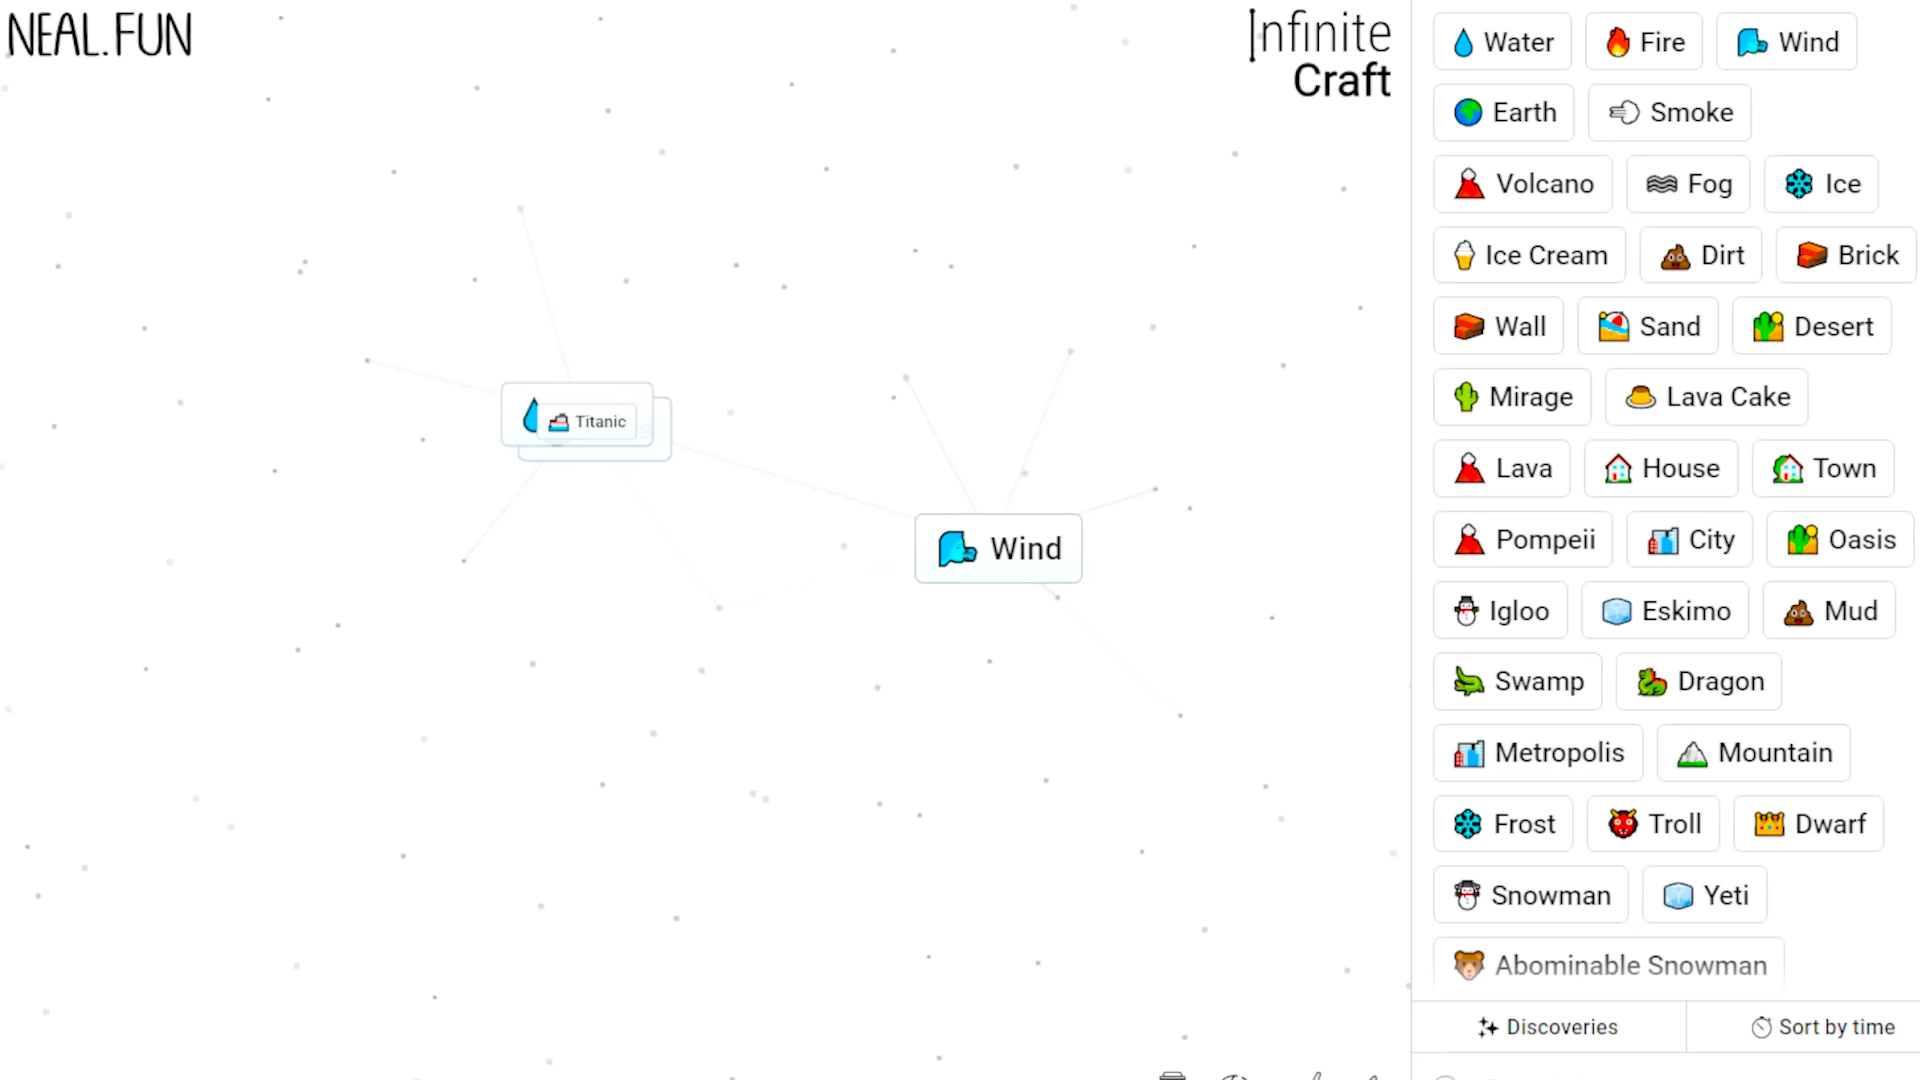 NEAL.FUN
Infinite
Craft
Titanic
Wind
Water Fire Wind
Earth Smoke
Volcano Fog Ice
Ice Cream Dirt Brick
Wall Sand Desert
Mirage Lava Cake
Lava House Town
Pompeii City Oasis
Igloo Eskimo Mud
Swamp Dragon
Metropolis Mountain
Frost Troll Dwarf
Snowman Yeti
Abominable Snowman
Discoveries Sort by time